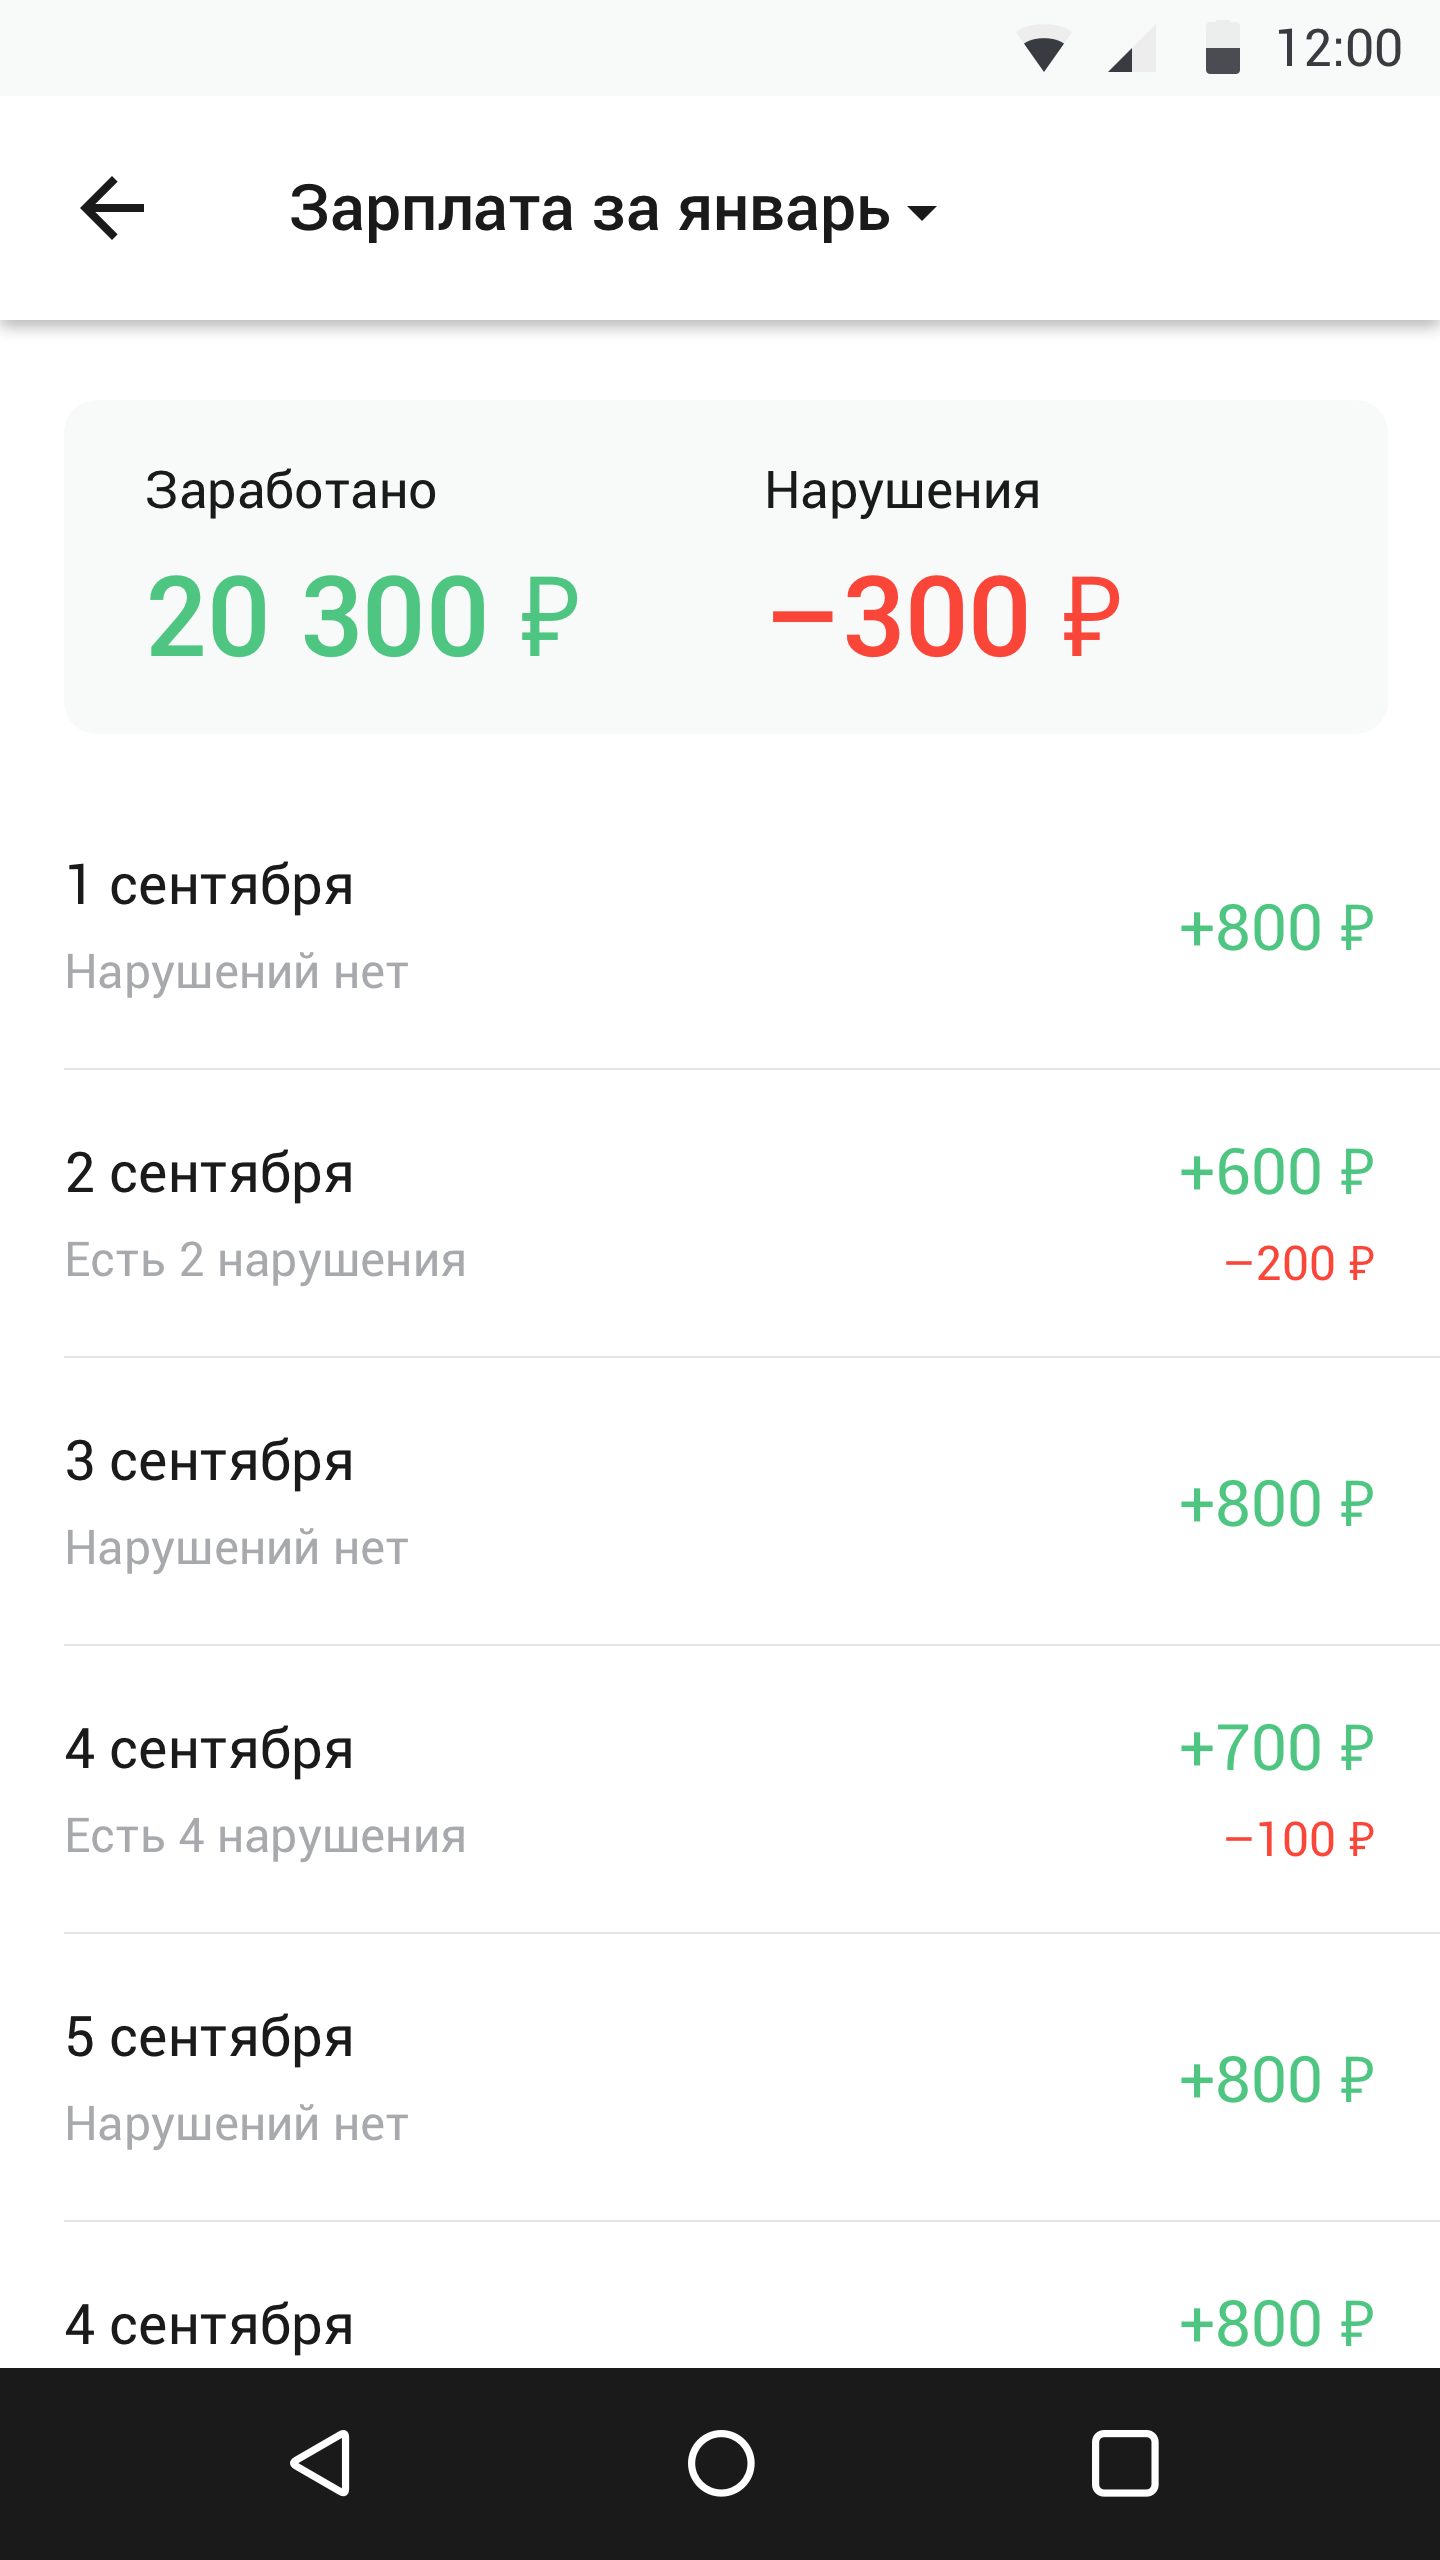 12:00
Зарплата за январь
Заработано
Нарушения
20 300 ₽
–300 ₽
1 сентября
+800 ₽
Нарушений нет
2 сентября
+600 ₽
Есть 2 нарушения
–200 ₽
3 сентября
+800 ₽
Нарушений нет
4 сентября
+700 ₽
Есть 4 нарушения
–100 ₽
5 сентября
+800 ₽
Нарушений нет
4 сентября
+800 ₽